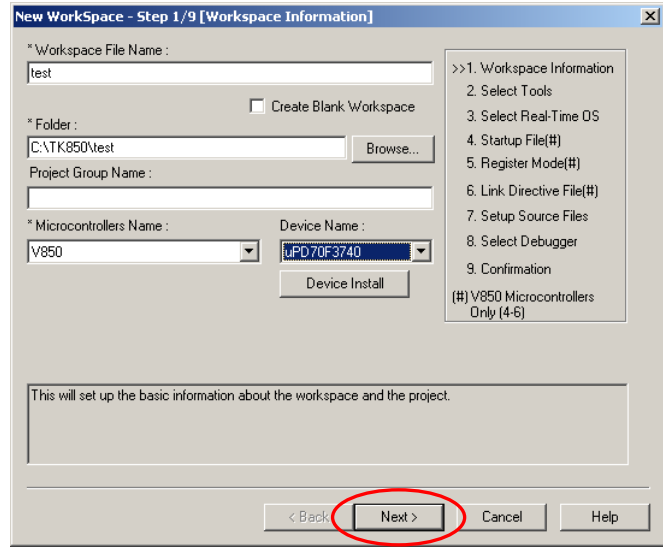 New WorkSpace - Step 1/9 [Workspace Information]
* Workspace File Name :
test
Create Blank Workspace
* Folder :
C:\TK850\test
Browse...
Project Group Name :
* Microcontrollers Name :
Device Name :
V850
uPD70F3740
Device Install
>>1. Workspace Information
2. Select Tools
3. Select Real-Time OS
4. Startup File(#)
5. Register Mode(#)
6. Link Directive File(#)
7. Setup Source Files
8. Select Debugger
9. Confirmation
(#) V850 Microcontrollers
Only (4-6)
This will set up the basic information about the workspace and the project.
< Back
Next >
Cancel
Help